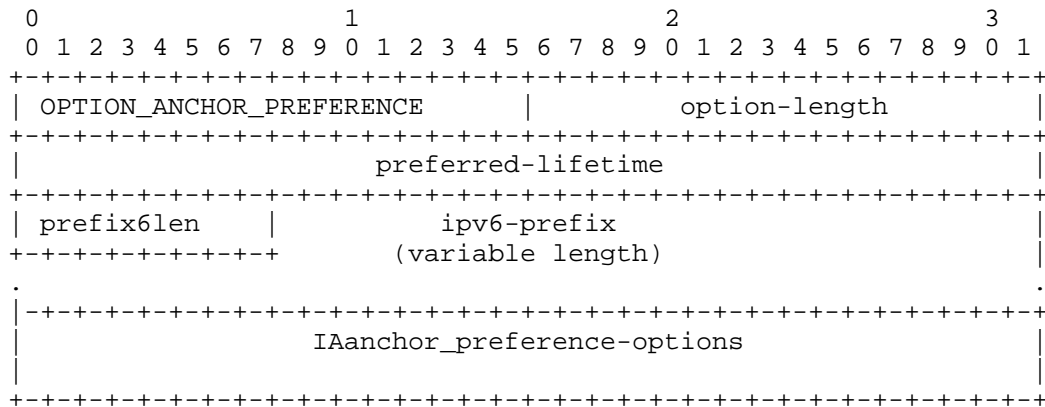 0                   1                   2                   3
 0 1 2 3 4 5 6 7 8 9 0 1 2 3 4 5 6 7 8 9 0 1 2 3 4 5 6 7 8 9 0 1
+-+-+-+-+-+-+-+-+-+-+-+-+-+-+-+-+-+-+-+-+-+-+-+-+-+-+-+-+-+-+-+-+
| OPTION_ANCHOR_PREFERENCE      |         option-length         |
+-+-+-+-+-+-+-+-+-+-+-+-+-+-+-+-+-+-+-+-+-+-+-+-+-+-+-+-+-+-+-+-+
|                      preferred-lifetime                       |
+-+-+-+-+-+-+-+-+-+-+-+-+-+-+-+-+-+-+-+-+-+-+-+-+-+-+-+-+-+-+-+-+
| prefix6len    |          ipv6-prefix                          |
+-+-+-+-+-+-+-+-+       (variable length)                       |
.                                                               .
|-+-+-+-+-+-+-+-+-+-+-+-+-+-+-+-+-+-+-+-+-+-+-+-+-+-+-+-+-+-+-+-+
|                  IAanchor_preference-options                  |
|                                                               |
+-+-+-+-+-+-+-+-+-+-+-+-+-+-+-+-+-+-+-+-+-+-+-+-+-+-+-+-+-+-+-+-+